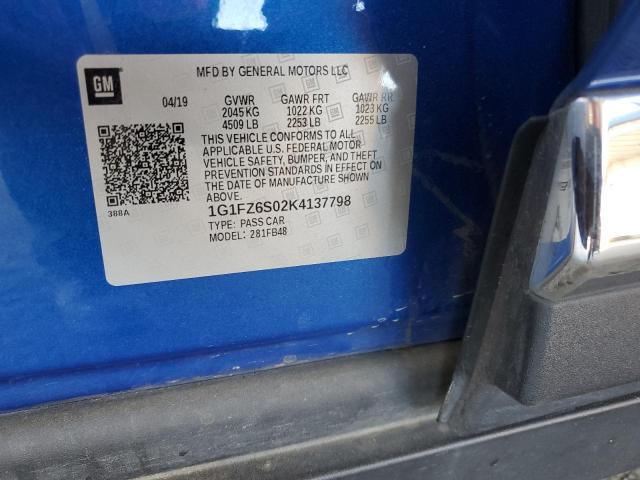 GM
MFD BY GENERAL MOTORS LLC
04/19 GVWR GAWR FRT GAWR RR
2045 KG 1022 KG 1023 KG
4509 LB 2253 LB 2255 LB
THIS VEHICLE CONFORMS TO ALL
APPLICABLE U.S. FEDERAL MOTOR
VEHICLE SAFETY, BUMPER, AND THEFT
PREVENTION STANDARDS IN EFFECT ON
THE DATE OF MANUFACTURE SHOWN
ABOVE.
388A
1G1FZ6S02K4137798
TYPE: PASS CAR
MODEL: 281FB48